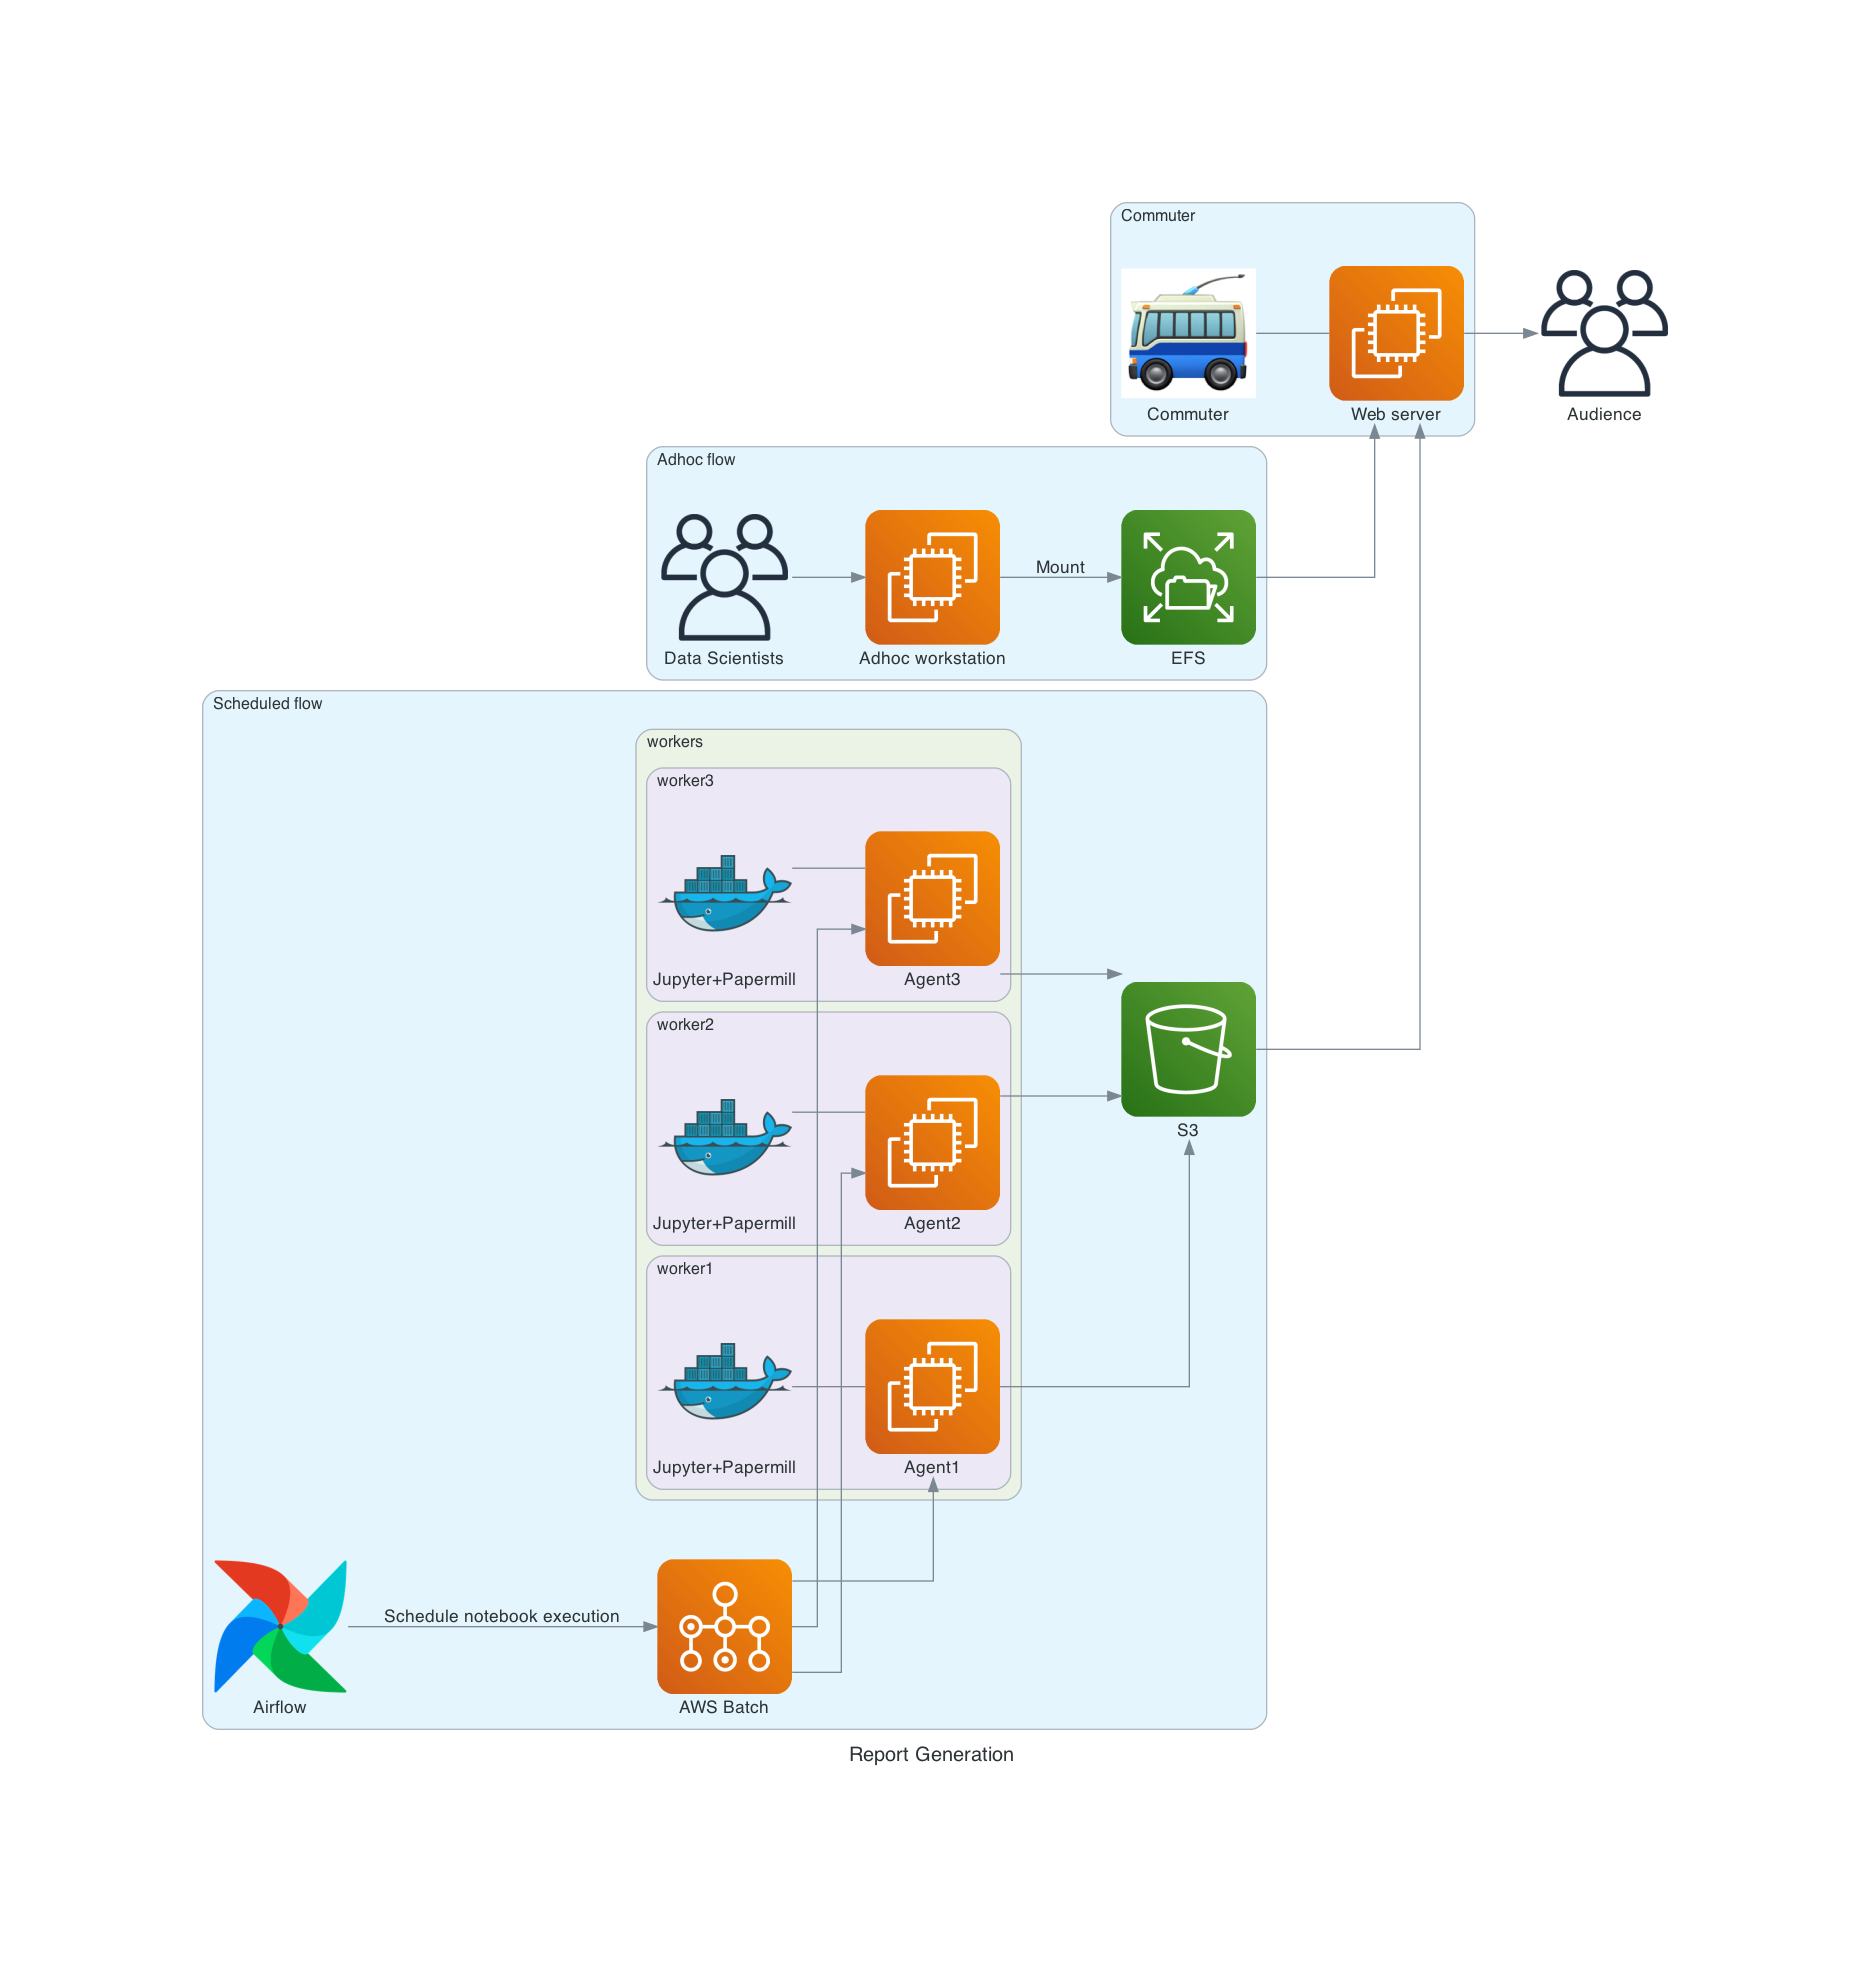 Commuter
Commuter
Web server
Audience
Adhoc flow
Mount
Data Scientists
Adhoc workstation
EFS
Scheduled flow
workers
worker3
Jupyter+Papermill
Agent3
worker2
Jupyter+Papermill
Agent2
S3
worker1
Jupyter+Papermill
Agent1
Schedule notebook execution
Airflow
AWS Batch
Report Generation